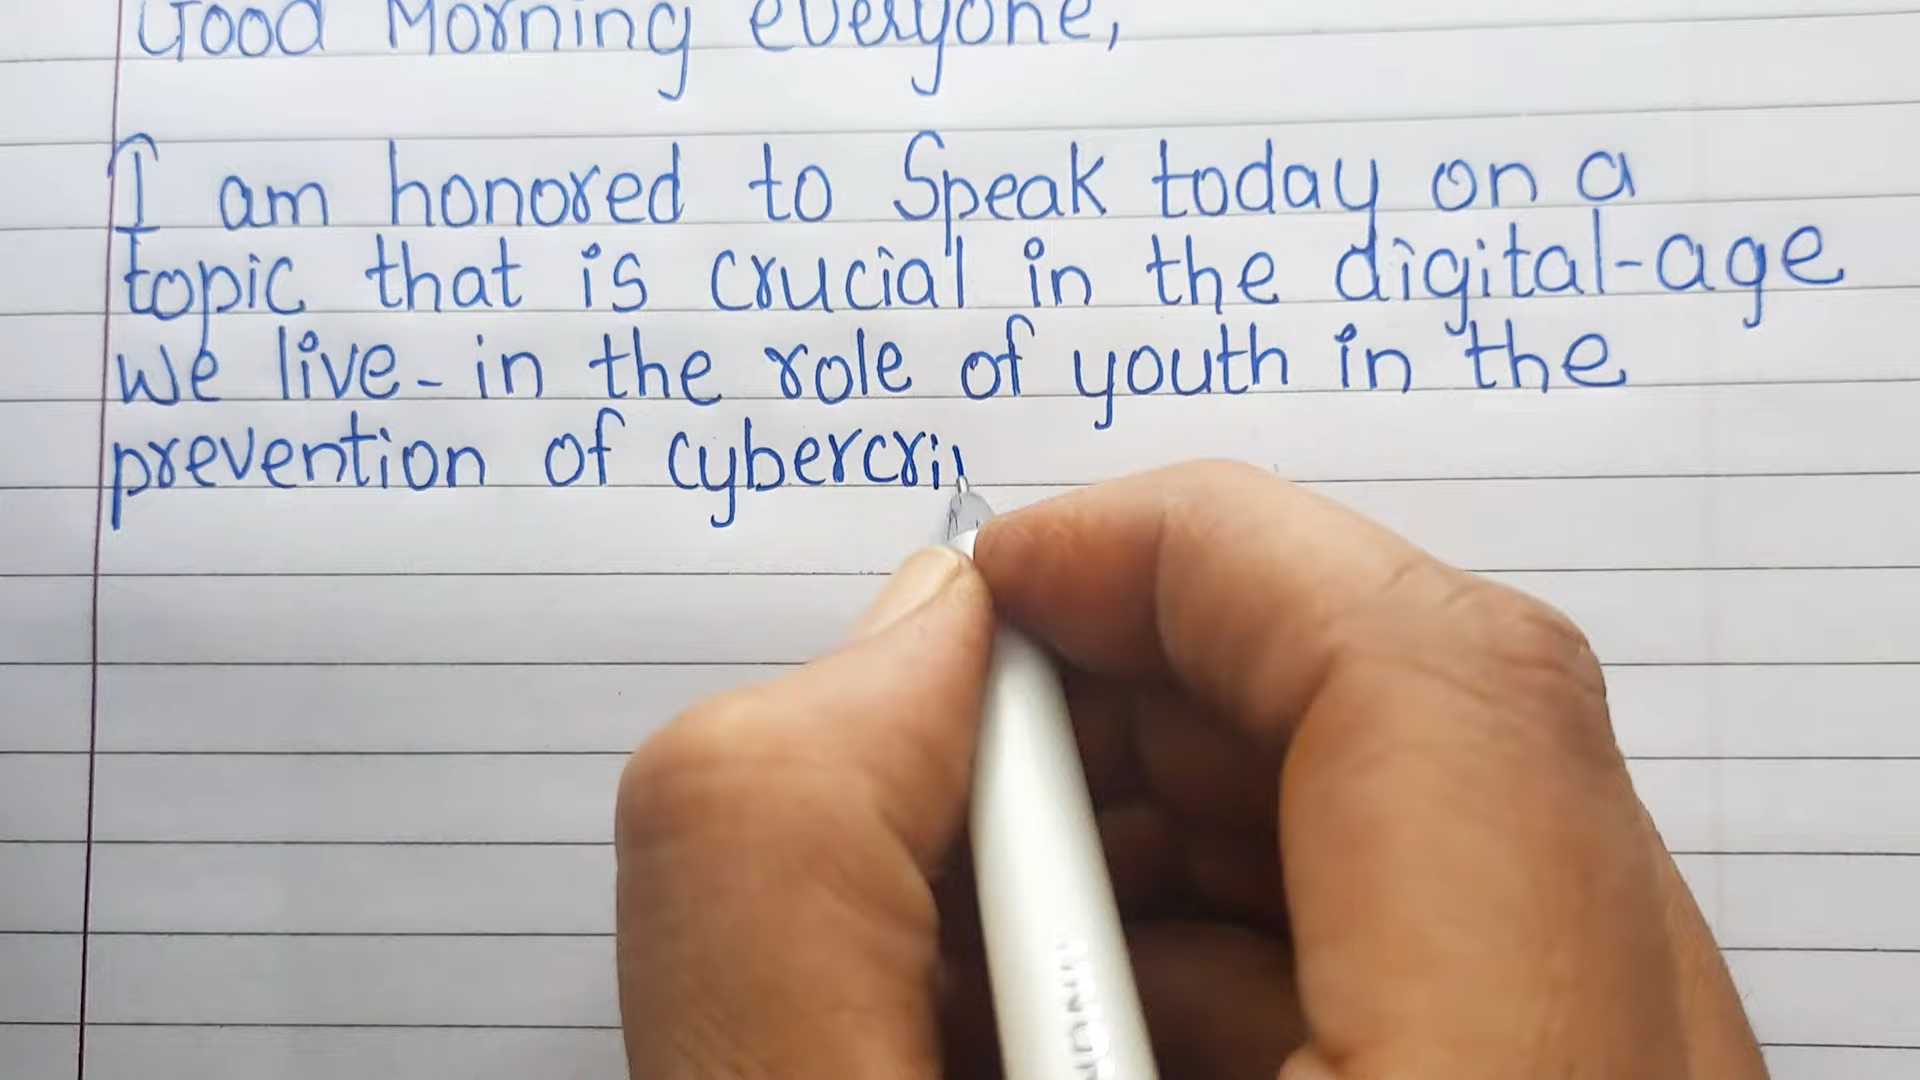 Good Morning everyone,
I am honored to Speak today on a
topic that is crucial in the digital-age
we live - in the role of youth in the
prevention of cybercri